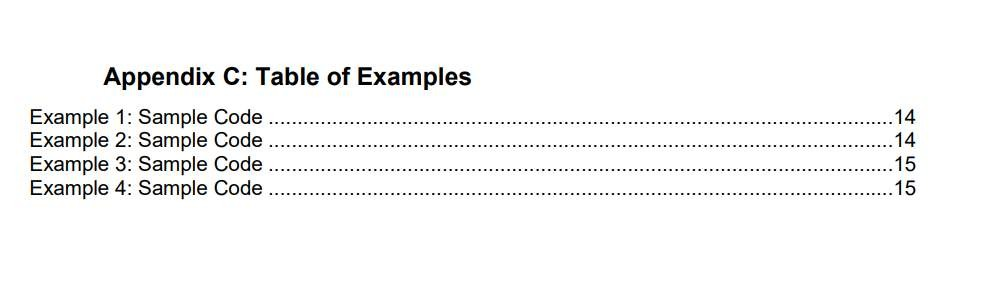 Appendix C: Table of Examples
Example 1: Sample Code ............................................................................................................14
Example 2: Sample Code ............................................................................................................14
Example 3: Sample Code ............................................................................................................15
Example 4: Sample Code ............................................................................................................15